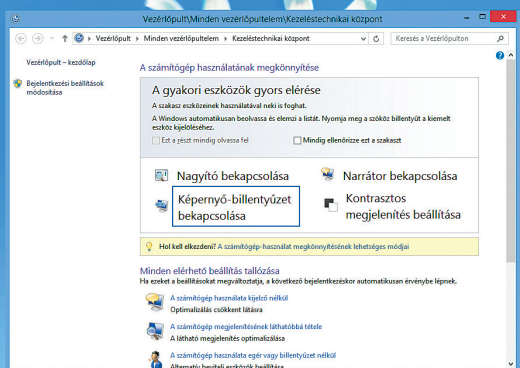 Vezérlőpult\Minden vezérlőpultelem\Kezeléstechnikai központ
Vezérlőpult ▸ Minden vezérlőpultelem ▸ Kezeléstechnikai központ
Keresés a Vezérlőpulton
Vezérlőpult – kezdőlap
Bejelentkezési beállítások
módosítása
A számítógép használatának megkönnyítése
A gyakori eszközök gyors elérése
A szakasz eszközeinek használatával neki is foghat.
A Windows automatikusan beolvassa és elemzi a listát. Nyomja meg a szóköz billentyűt a kiemelt
eszköz kijelöléséhez.
Ezt a részt mindig olvassa fel
Mindig ellenőrizze ezt a szakaszt
Nagyító bekapcsolása
Narrátor bekapcsolása
Képernyő-billentyűzet
bekapcsolása
Kontrasztos
megjelenítés beállítása
Hol kell elkezdeni? A számítógép-használat megkönnyítésének lehetséges módjai
Minden elérhető beállítás tallózása
Ha ezeket a beállításokat megváltoztatja, a következő bejelentkezéskor automatikusan érvénybe lépnek.
A számítógép használata kijelző nélkül
Optimalizálás csökkent látásra
A számítógép megjelenítésének láthatóbbá tétele
A látható megjelenítés optimalizálása
A számítógép használata egér vagy billentyűzet nélkül
Alternatív beviteli eszközök beállítása